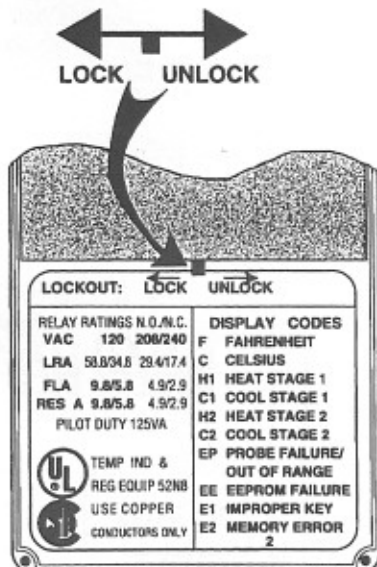 LOCK UNLOCK
LOCKOUT: LOCK UNLOCK
RELAY RATINGS N.O./N.C.
VAC 120 208/240
LRA 58.8/34.8 29.4/17.4
FLA 9.8/5.8 4.9/2.9
RES A 9.8/5.8 4.9/2.9
PILOT DUTY 125VA
UL
TEMP IND &
REG EQUIP 52N8
USE COPPER
CONDUCTORS ONLY
DISPLAY CODES
F FAHRENHEIT
C CELSIUS
H1 HEAT STAGE 1
C1 COOL STAGE 1
H2 HEAT STAGE 2
C2 COOL STAGE 2
EP PROBE FAILURE/
OUT OF RANGE
EE EEPROM FAILURE
E1 IMPROPER KEY
E2 MEMORY ERROR
2